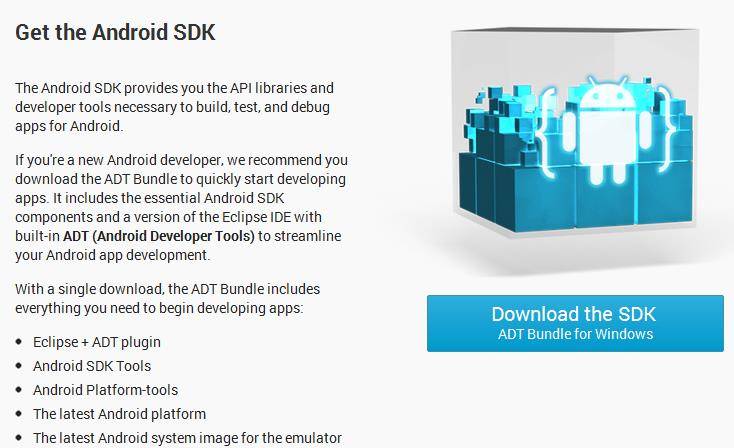 Get the Android SDK
The Android SDK provides you the API libraries and
developer tools necessary to build, test, and debug
apps for Android.
If you're a new Android developer, we recommend you
download the ADT Bundle to quickly start developing
apps. It includes the essential Android SDK
components and a version of the Eclipse IDE with
built-in ADT (Android Developer Tools) to streamline
your Android app development.
With a single download, the ADT Bundle includes
everything you need to begin developing apps:
• Eclipse + ADT plugin
• Android SDK Tools
• Android Platform-tools
• The latest Android platform
• The latest Android system image for the emulator
{ }
Download the SDK
ADT Bundle for Windows